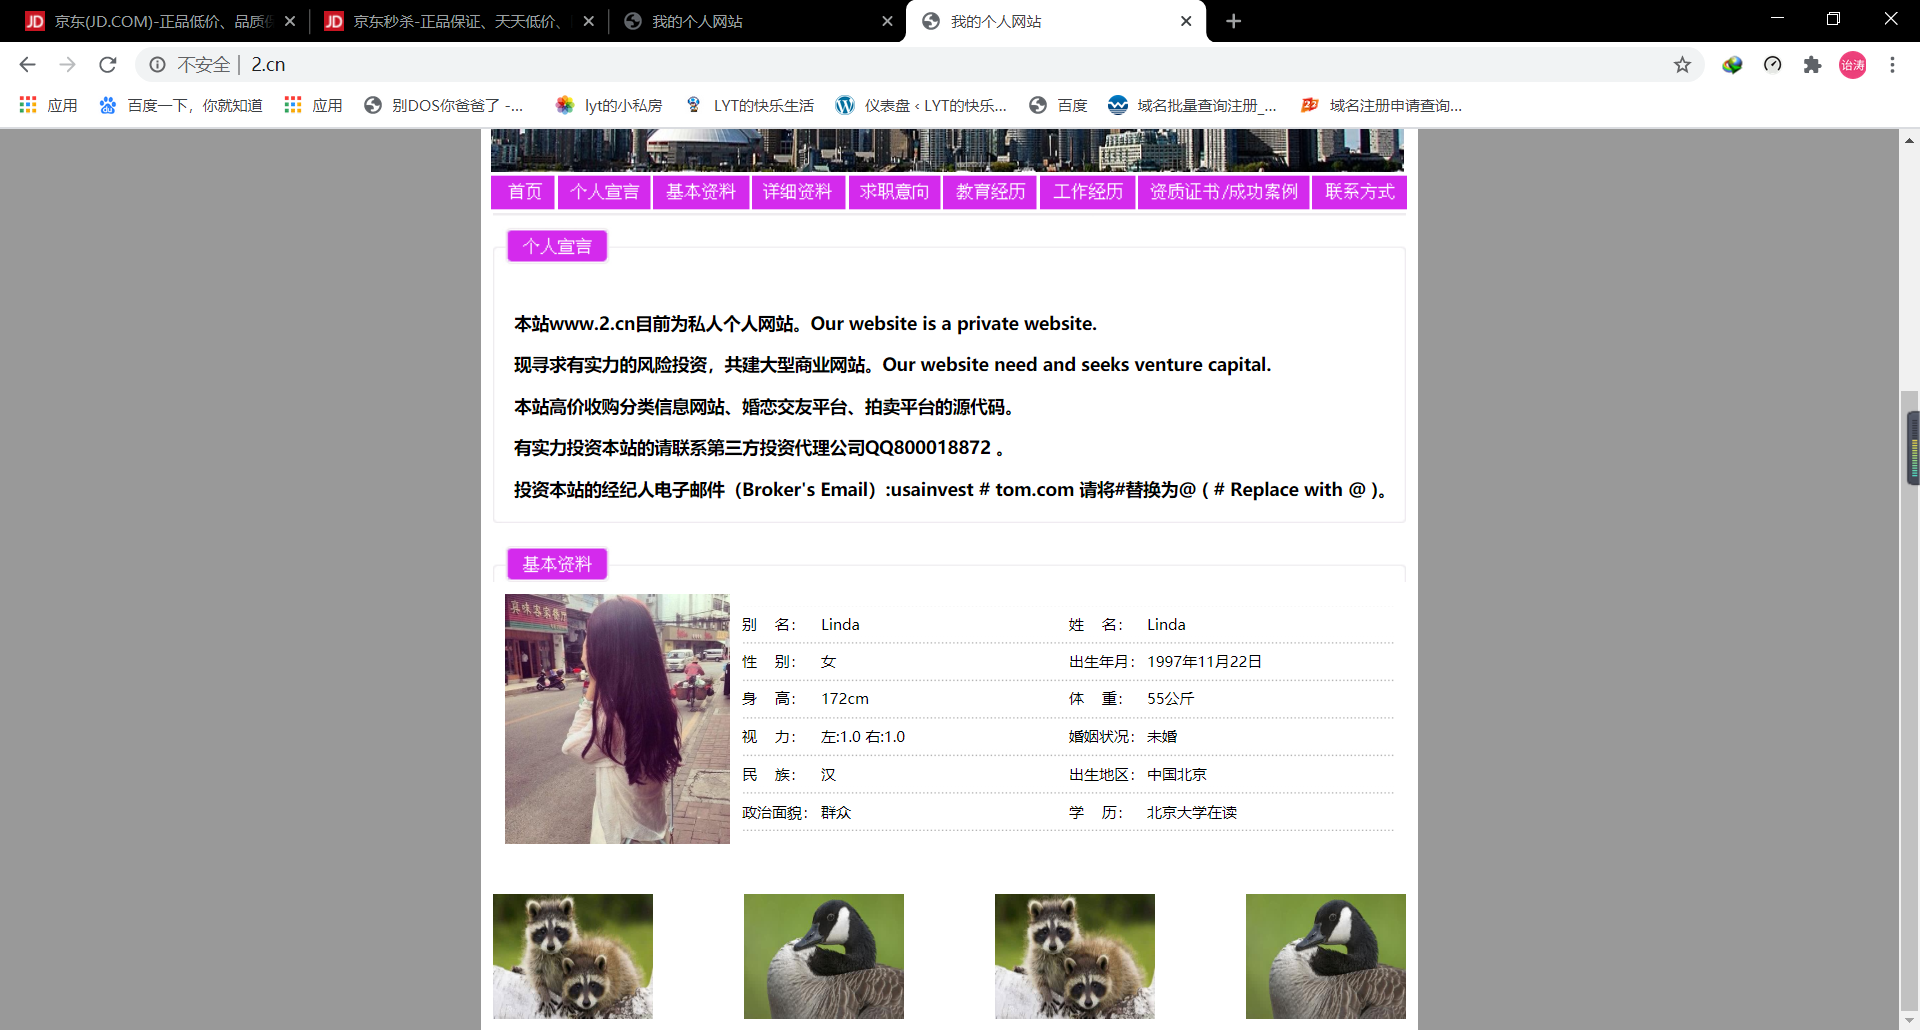 京东(JD.COM)-正品低价、品质保
京东秒杀-正品保证、天天低价、
我的个人网站
我的个人网站
不安全 | 2.cn
冶涛
应用
百度一下，你就知道
应用
别DOS你爸爸了 -...
lyt的小私房
LYT的快乐生活
仪表盘 ‹ LYT的快乐...
百度
域名批量查询注册_...
域名注册申请查询...
首页 个人宣言 基本资料 详细资料 求职意向 教育经历 工作经历 资质证书/成功案例 联系方式
个人宣言
本站www.2.cn目前为私人个人网站。Our website is a private website.
现寻求有实力的风险投资，共建大型商业网站。Our website need and seeks venture capital.
本站高价收购分类信息网站、婚恋交友平台、拍卖平台的源代码。
有实力投资本站的请联系第三方投资代理公司QQ800018872 。
投资本站的经纪人电子邮件（Broker's Email）:usainvest # tom.com 请将#替换为@ ( # Replace with @ )。
基本资料
真味客家餐厅
别 名： Linda 姓 名： Linda
性 别： 女 出生年月： 1997年11月22日
身 高： 172cm 体 重： 55公斤
视 力： 左:1.0 右:1.0 婚姻状况： 未婚
民 族： 汉 出生地区： 中国北京
政治面貌： 群众 学 历： 北京大学在读